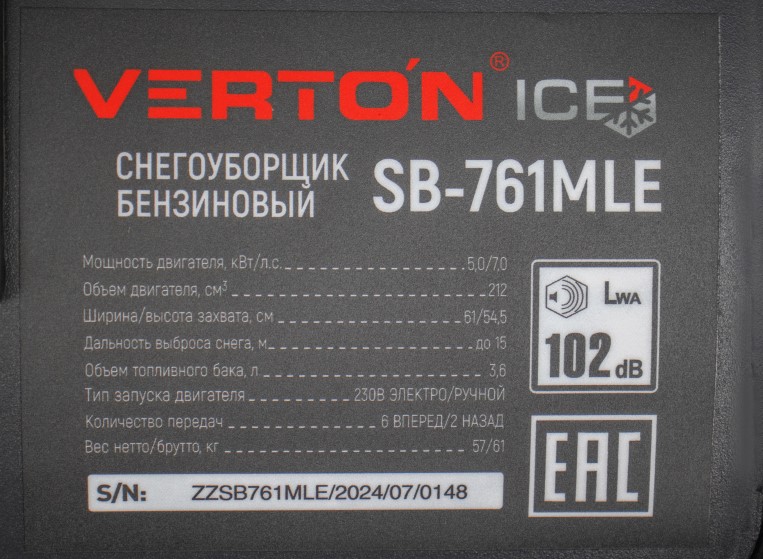 VERTO'N® ICE
СНЕГОУБОРЩИК
БЕНЗИНОВЫЙ
SB-761MLE
Мощность двигателя, кВт/л.с. 5,0/7,0
Объем двигателя, см³ 212
Ширина/высота захвата, см 61/54,5
Дальность выброса снега, м до 15
Объем топливного бака, л 3,6
Тип запуска двигателя 230В ЭЛЕКТРО/РУЧНОЙ
Количество передач 6 ВПЕРЕД/2 НАЗАД
Вес нетто/брутто, кг 57/61
LWA
102 dB
EAC
S/N: ZZSB761MLE/2024/07/0148